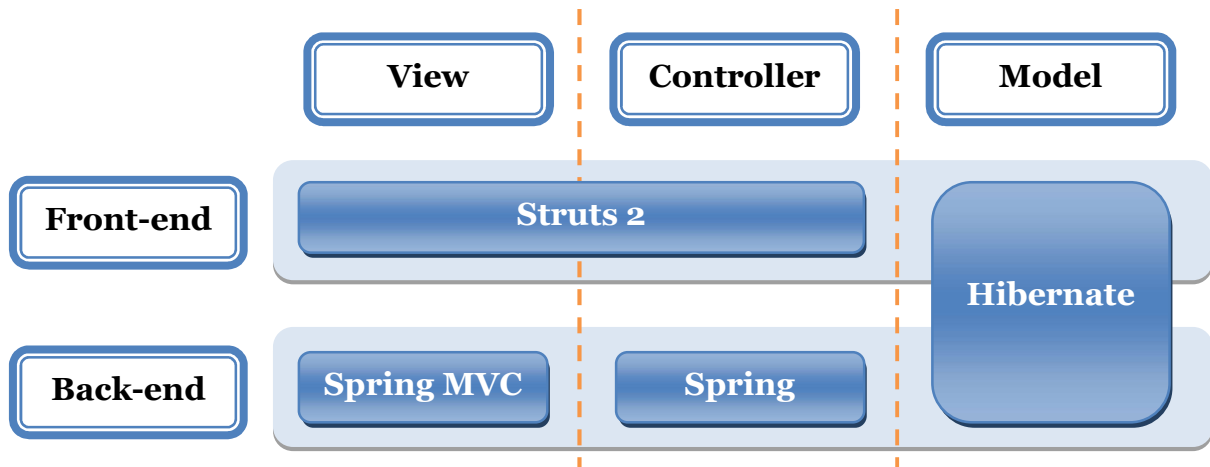 View
Controller
Model
Front-end
Struts 2
Hibernate
Back-end
Spring MVC
Spring